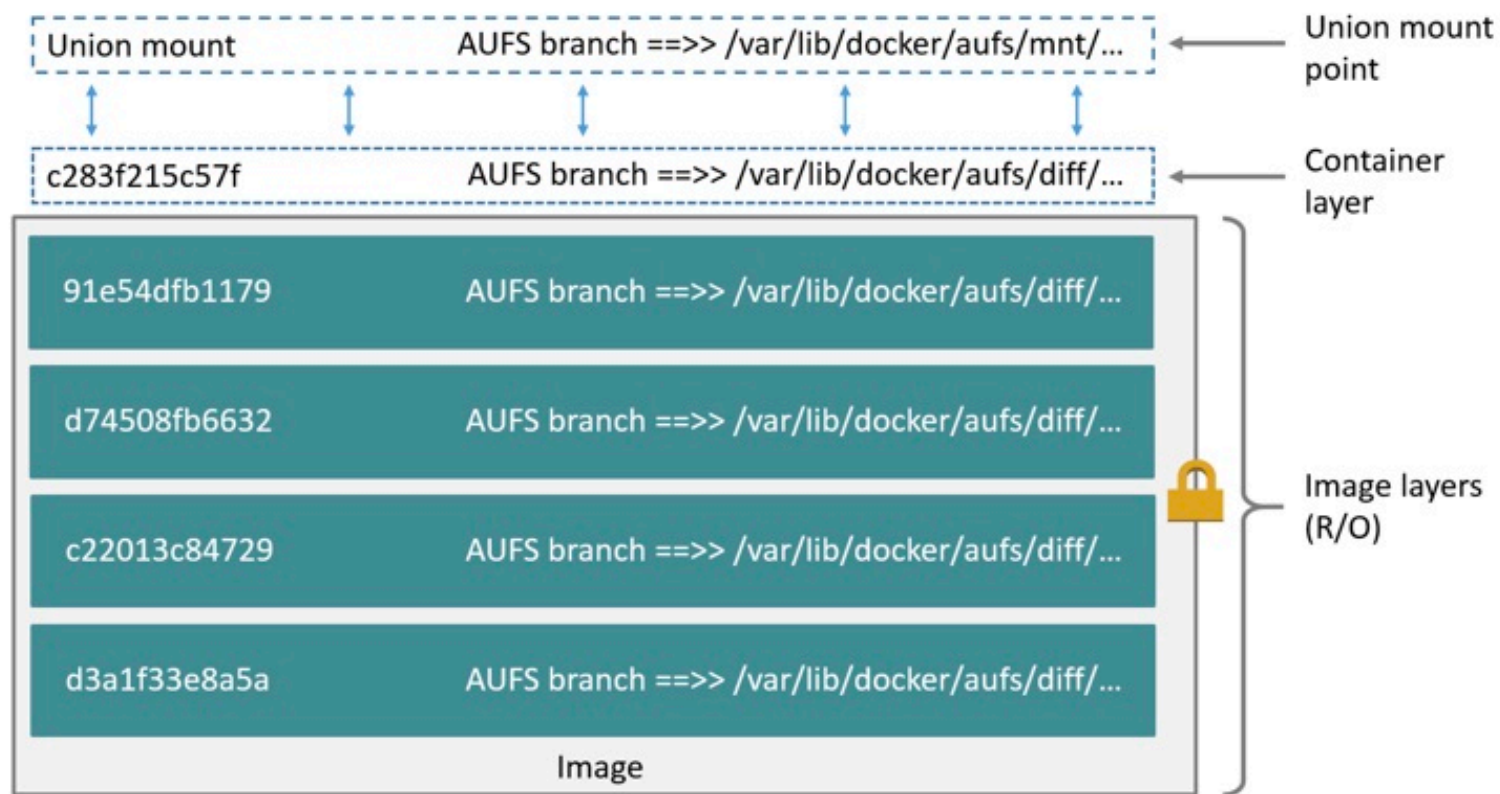 Union mount AUFS branch ==>> /var/lib/docker/aufs/mnt/...
Union mount
point
c283f215c57f AUFS branch ==>> /var/lib/docker/aufs/diff/...
Container
layer
91e54dfb1179 AUFS branch ==>> /var/lib/docker/aufs/diff/...
d74508fb6632 AUFS branch ==>> /var/lib/docker/aufs/diff/...
c22013c84729 AUFS branch ==>> /var/lib/docker/aufs/diff/...
d3a1f33e8a5a AUFS branch ==>> /var/lib/docker/aufs/diff/...
Image layers
(R/O)
Image